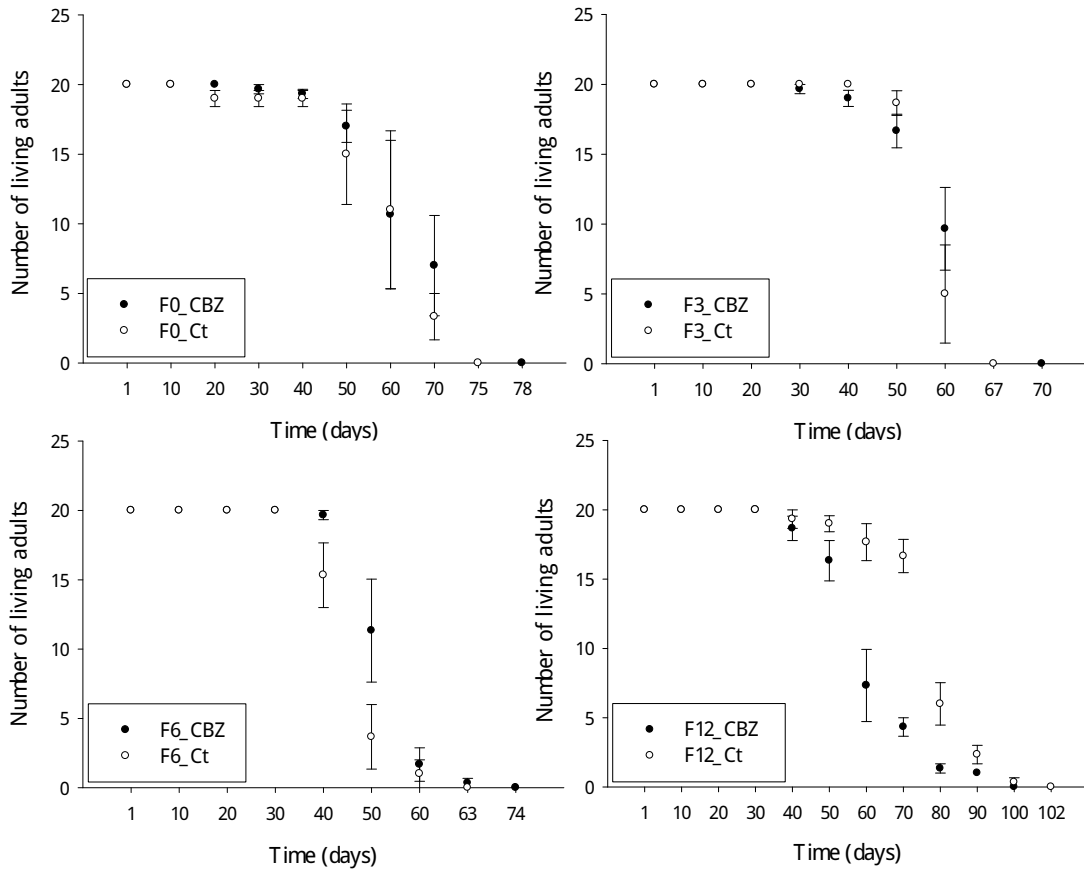 25
20
15
10
5
0
Number of living adults
F0_CBZ
F0_Ct
1 10 20 30 40 50 60 70 75 78
Time (days)
25
20
15
10
5
0
Number of living adults
F3_CBZ
F3_Ct
1 10 20 30 40 50 60 67 70
Time (days)
25
20
15
10
5
0
Number of living adults
F6_CBZ
F6_Ct
1 10 20 30 40 50 60 63 74
Time (days)
25
20
15
10
5
0
Number of living adults
F12_CBZ
F12_Ct
1 10 20 30 40 50 60 70 80 90 100 102
Time (days)